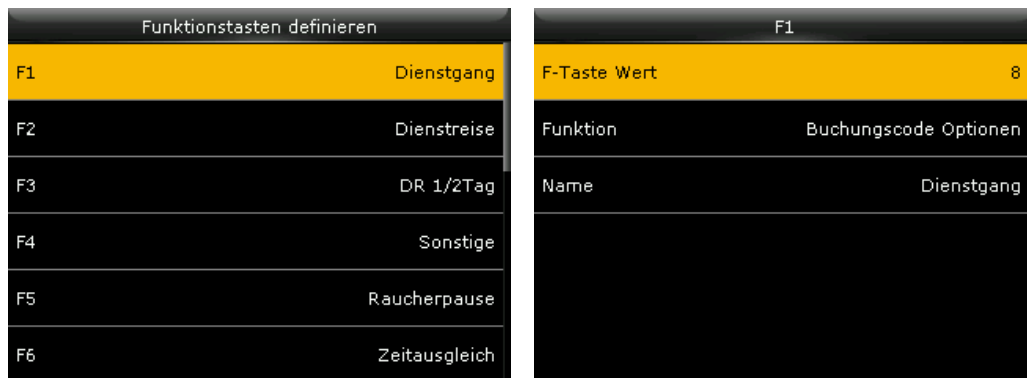 Funktionstasten definieren
F1 Dienstgang
F2 Dienstreise
F3 DR 1/2Tag
F4 Sonstige
F5 Raucherpause
F6 Zeitausgleich
F1
F-Taste Wert 8
Funktion Buchungscode Optionen
Name Dienstgang